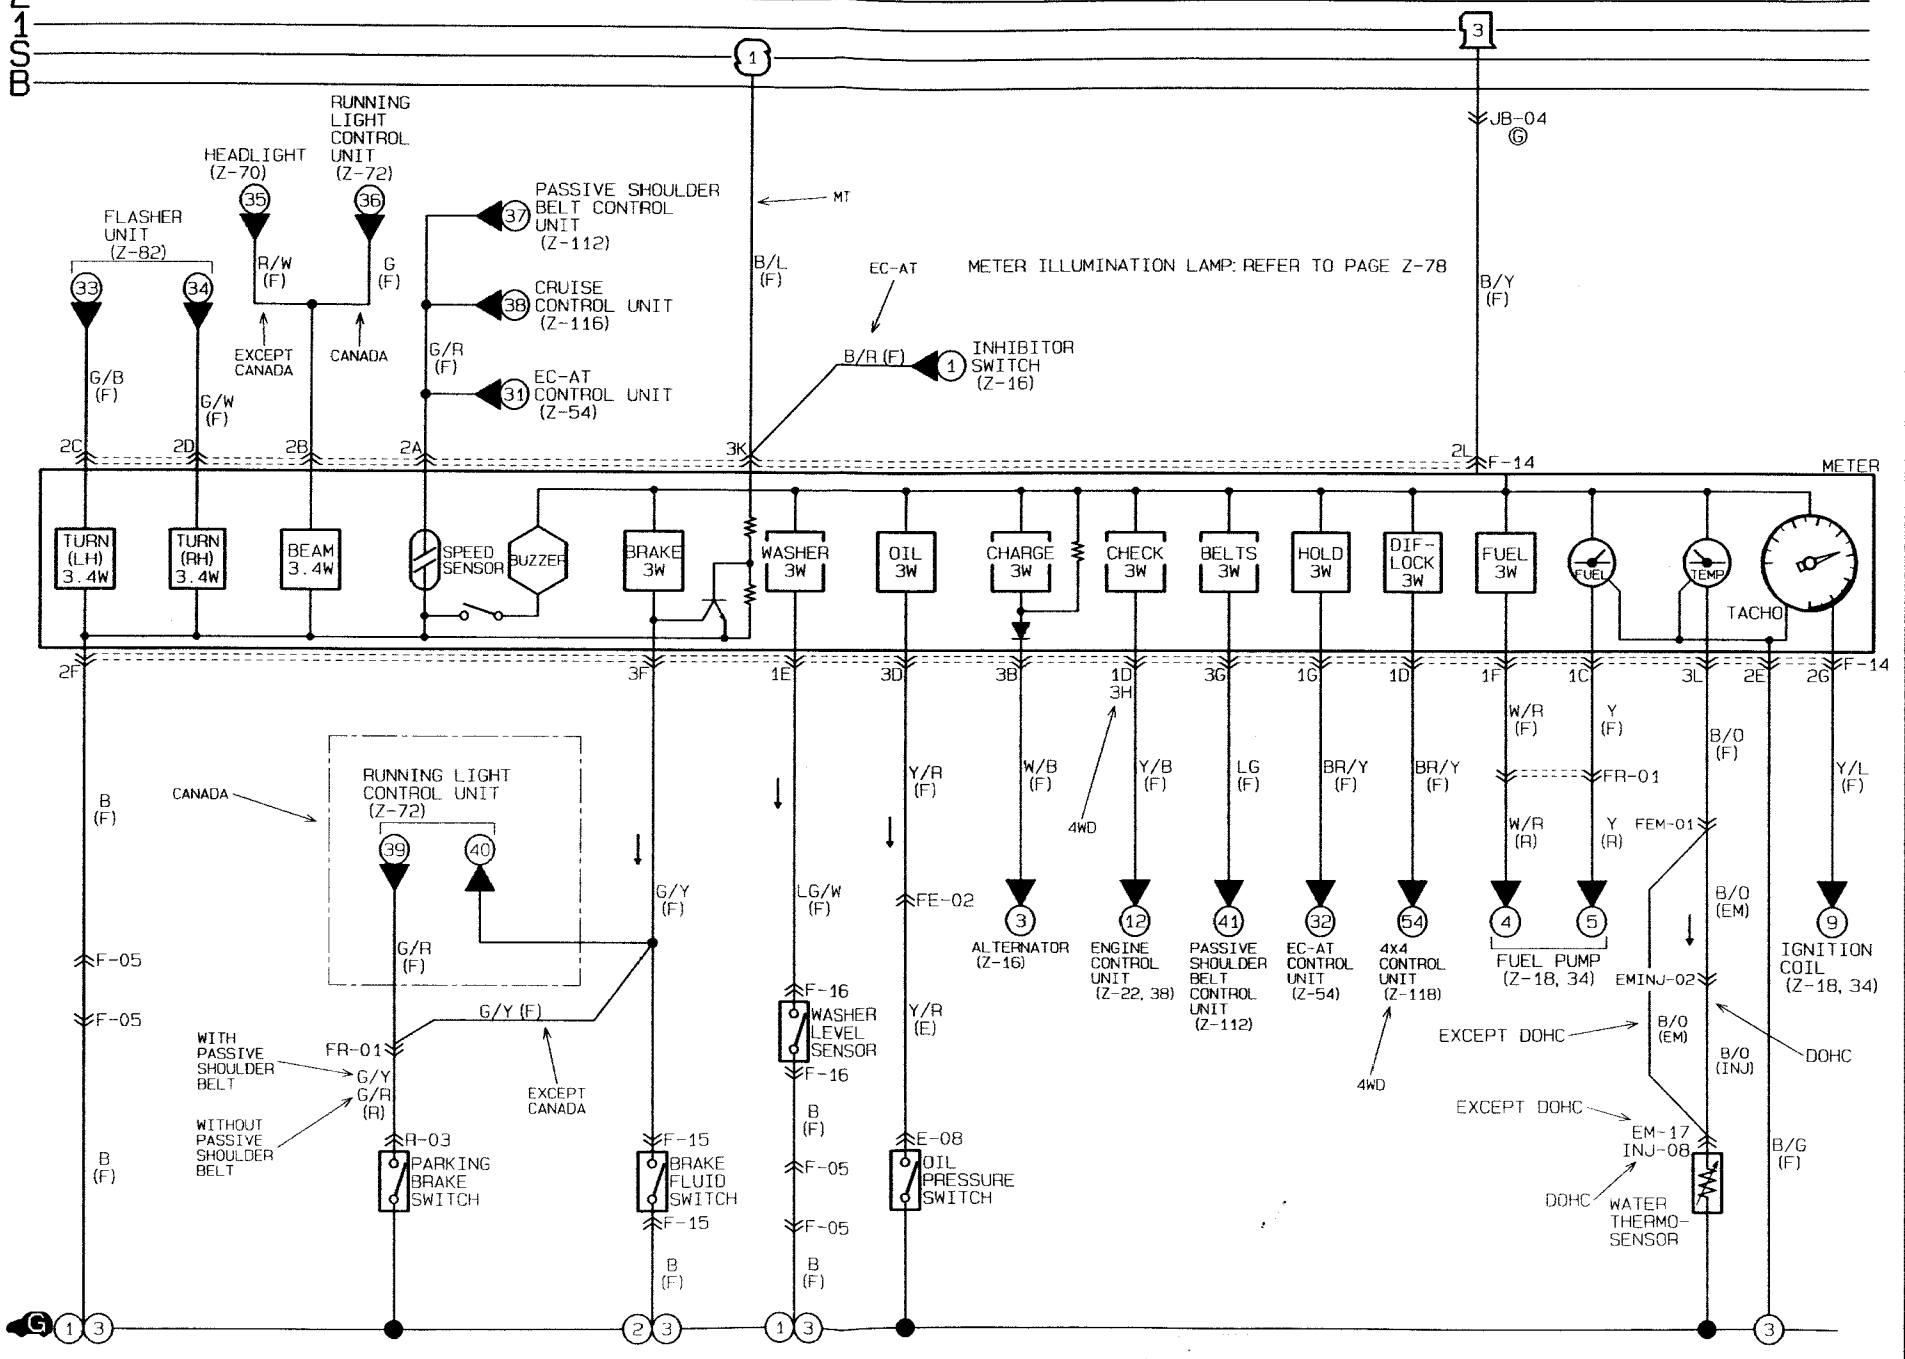 1
S
B
1
3
JB-04
G
RUNNING
LIGHT
CONTROL
UNIT
(Z-72)
36
HEADLIGHT
(Z-70)
35
FLASHER
UNIT
(Z-82)
33
34
R/W
(F)
G
(F)
EXCEPT
CANADA
CANADA
G/B
(F)
G/W
(F)
37
PASSIVE SHOULDER
BELT CONTROL
UNIT
(Z-112)
38
CRUISE
CONTROL UNIT
(Z-116)
G/R
(F)
31
EC-AT
CONTROL UNIT
(Z-54)
MT
B/L
(F)
EC-AT
METER ILLUMINATION LAMP: REFER TO PAGE Z-78
B/R (F)
1
INHIBITOR
SWITCH
(Z-16)
B/Y
(F)
2C
2D
2B
2A
3K
2L
F-14
METER
TURN
(LH)
3.4W
TURN
(RH)
3.4W
BEAM
3.4W
SPEED
SENSOR
BUZZER
BRAKE
3W
WASHER
3W
OIL
3W
CHARGE
3W
CHECK
3W
BELTS
3W
HOLD
3W
DIF-
LOCK
3W
FUEL
3W
FUEL
TEMP
TACHO
2F
3F
1E
3D
3B
1D
3H
3G
1G
1D
1F
1C
3L
2E
2G
F-14
B
(F)
CANADA
RUNNING LIGHT
CONTROL UNIT
(Z-72)
39
40
G/R
(F)
G/Y
(F)
G/Y (F)
EXCEPT
CANADA
F-05
F-05
B
(F)
WITH
PASSIVE
SHOULDER
BELT
WITHOUT
PASSIVE
SHOULDER
BELT
FR-01
G/Y
G/R
(R)
R-03
PARKING
BRAKE
SWITCH
F-15
BRAKE
FLUID
SWITCH
F-15
B
(F)
LG/W
(F)
F-16
WASHER
LEVEL
SENSOR
F-16
B
(F)
F-05
F-05
B
(F)
Y/R
(F)
FE-02
Y/R
(E)
E-08
OIL
PRESSURE
SWITCH
W/B
(F)
3
ALTERNATOR
(Z-16)
4WD
Y/B
(F)
12
ENGINE
CONTROL
UNIT
(Z-22, 38)
LG
(F)
41
PASSIVE
SHOULDER
BELT
CONTROL
UNIT
(Z-112)
BR/Y
(F)
32
EC-AT
CONTROL
UNIT
(Z-54)
BR/Y
(F)
54
4x4
CONTROL
UNIT
(Z-118)
4WD
W/R
(F)
Y
(F)
FR-01
W/R
(R)
Y
(R)
4
5
FUEL PUMP
(Z-18, 34)
B/O
(F)
FEM-01
B/O
(EM)
EMINJ-02
B/O
(EM)
B/O
(INJ)
EXCEPT DOHC
DOHC
EXCEPT DOHC
EM-17
INJ-08
DOHC
WATER
THERMO-
SENSOR
B/G
(F)
Y/L
(F)
9
IGNITION
COIL
(Z-18, 34)
G
1
3
2
3
1
3
3